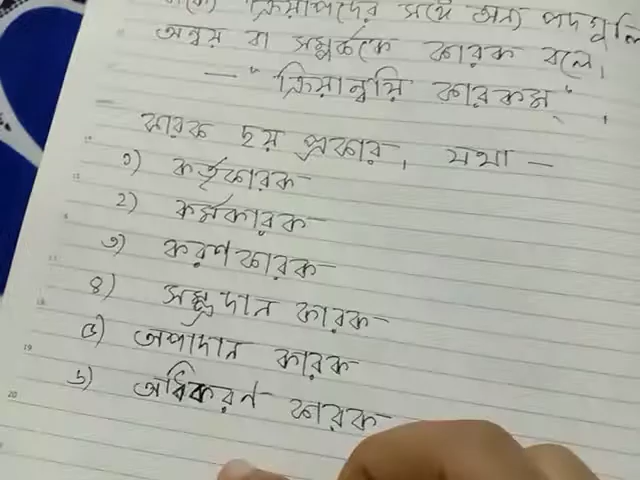 ক্রিয়াপদের সঙ্গে অন্য পদগুলি
অন্বয় বা সম্পর্ককে কারক বলে।
— "ক্রিয়ান্বয়ি কারকম্",
কারক ছয় প্রকার, যথা —
১) কর্তৃকারক
২) কর্মকারক
৩) করণকারক
৪) সম্প্রদান কারক
৫) অপাদান কারক
৬) অধিকরণ কারক